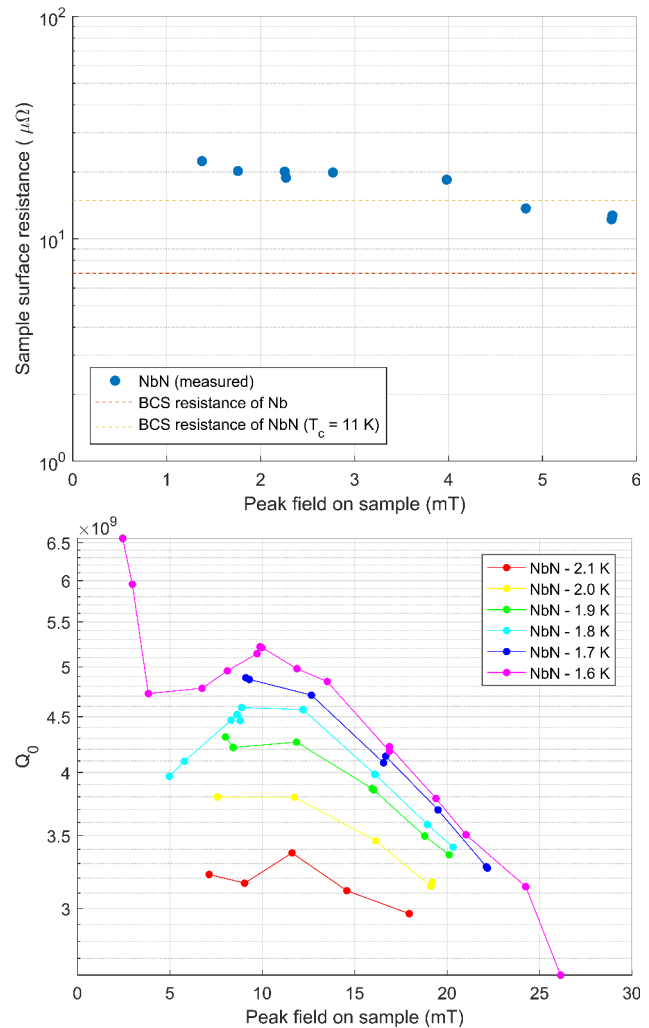 10^2
10^1
10^0
Sample surface resistance ( μΩ)
NbN (measured)
BCS resistance of Nb
BCS resistance of NbN (T_c = 11 K)
0 1 2 3 4 5 6
Peak field on sample (mT)
×10^9
6.5
6
5.5
5
4.5
4
3.5
3
Q_0
NbN - 2.1 K
NbN - 2.0 K
NbN - 1.9 K
NbN - 1.8 K
NbN - 1.7 K
NbN - 1.6 K
0 5 10 15 20 25 30
Peak field on sample (mT)